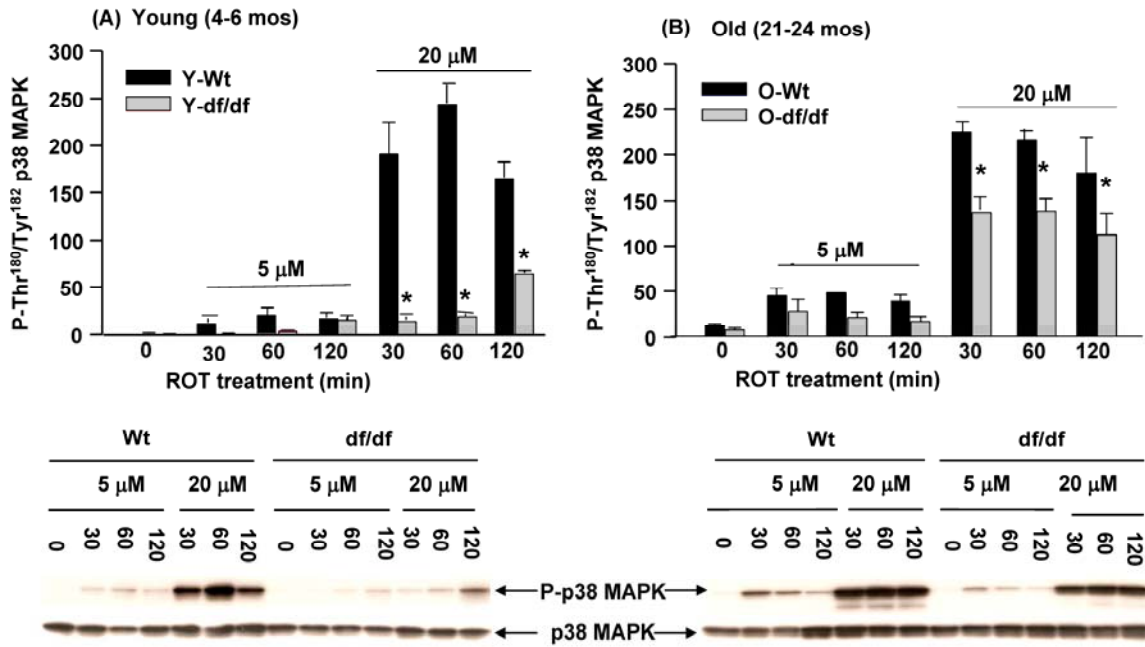 (A) Young (4-6 mos)
P-Thr180/Tyr182 p38 MAPK
300
250
200
150
100
50
0
Y-Wt
Y-df/df
5 µM
20 µM
*
*
*
0 30 60 120 30 60 120
ROT treatment (min)
(B) Old (21-24 mos)
P-Thr180/Tyr182 p38 MAPK
300
250
200
150
100
50
0
O-Wt
O-df/df
5 µM
20 µM
*
*
*
0 30 60 120 30 60 120
ROT treatment (min)
Wt df/df
5 µM 20 µM 5 µM 20 µM
0 30 60 120 30 60 120 0 30 60 120 30 60 120
Wt df/df
5 µM 20 µM 5 µM 20 µM
0 30 60 120 30 60 120 0 30 60 120 30 60 120
P-p38 MAPK
p38 MAPK